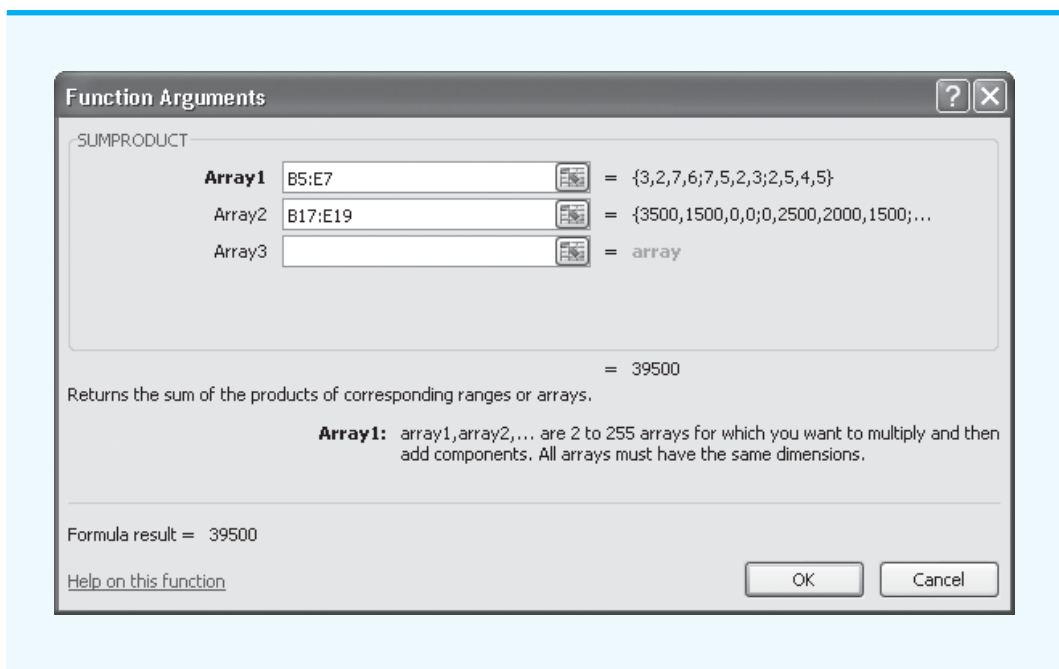 Function Arguments
SUMPRODUCT
Array1 B5:E7 = {3,2,7,6;7,5,2,3;2,5,4,5}
Array2 B17:E19 = {3500,1500,0,0;0,2500,2000,1500;...
Array3 = array
= 39500
Returns the sum of the products of corresponding ranges or arrays.
Array1: array1,array2,... are 2 to 255 arrays for which you want to multiply and then
add components. All arrays must have the same dimensions.
Formula result = 39500
Help on this function
OK Cancel